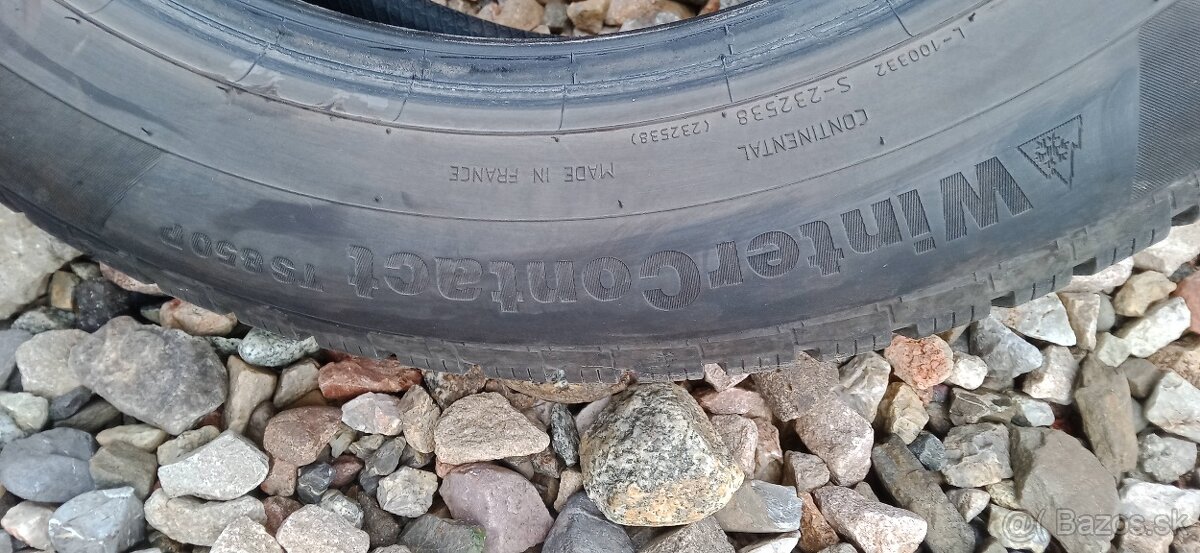 WinterContact TS850P
CONTINENTAL
L-100332
S-232538 (232538)
MADE IN FRANCE
Bazos.sk